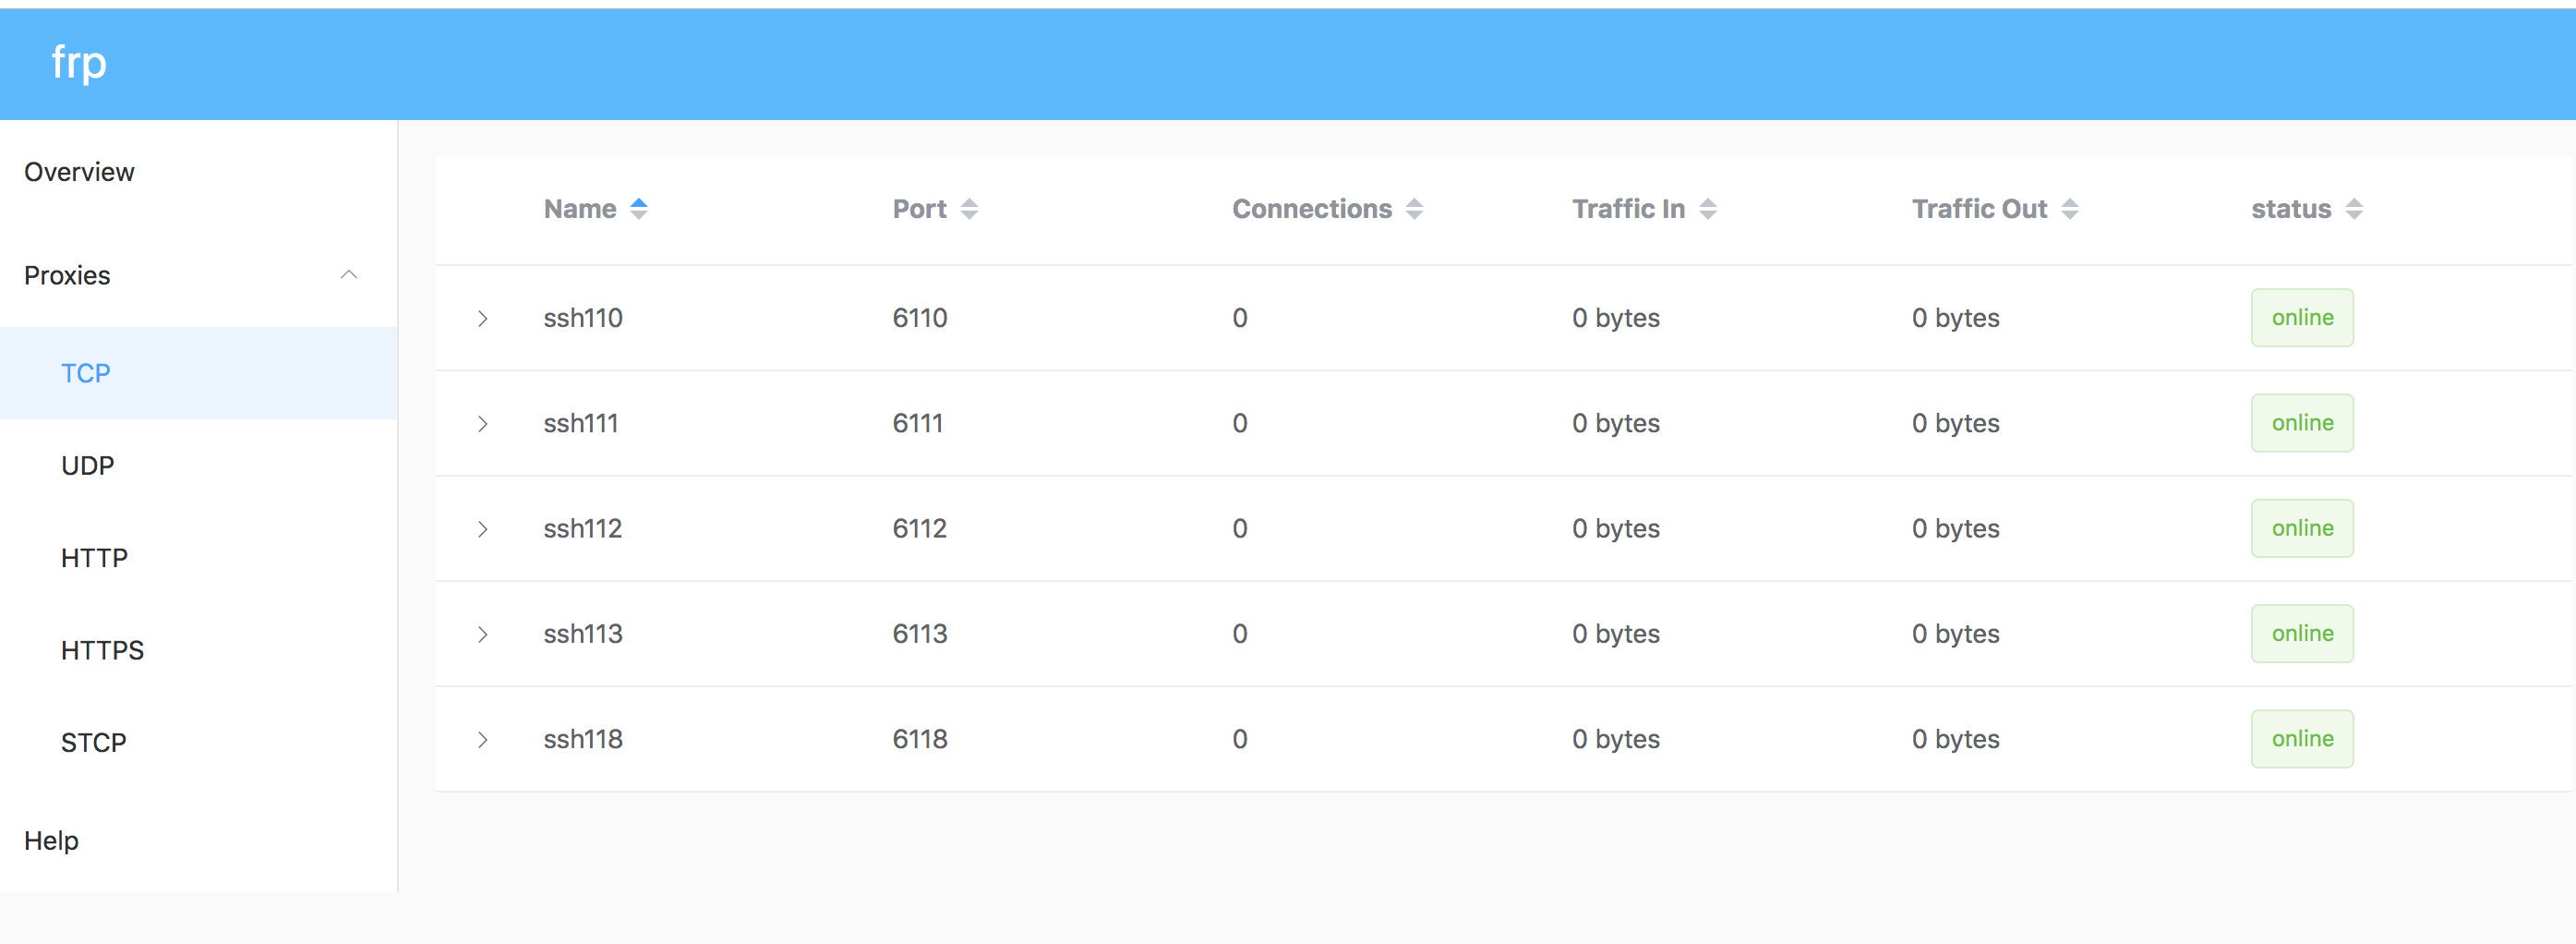 frp
Overview
Proxies
TCP
UDP
HTTP
HTTPS
STCP
Help
Name Port Connections Traffic In Traffic Out status
ssh110 6110 0 0 bytes 0 bytes online
ssh111 6111 0 0 bytes 0 bytes online
ssh112 6112 0 0 bytes 0 bytes online
ssh113 6113 0 0 bytes 0 bytes online
ssh118 6118 0 0 bytes 0 bytes online